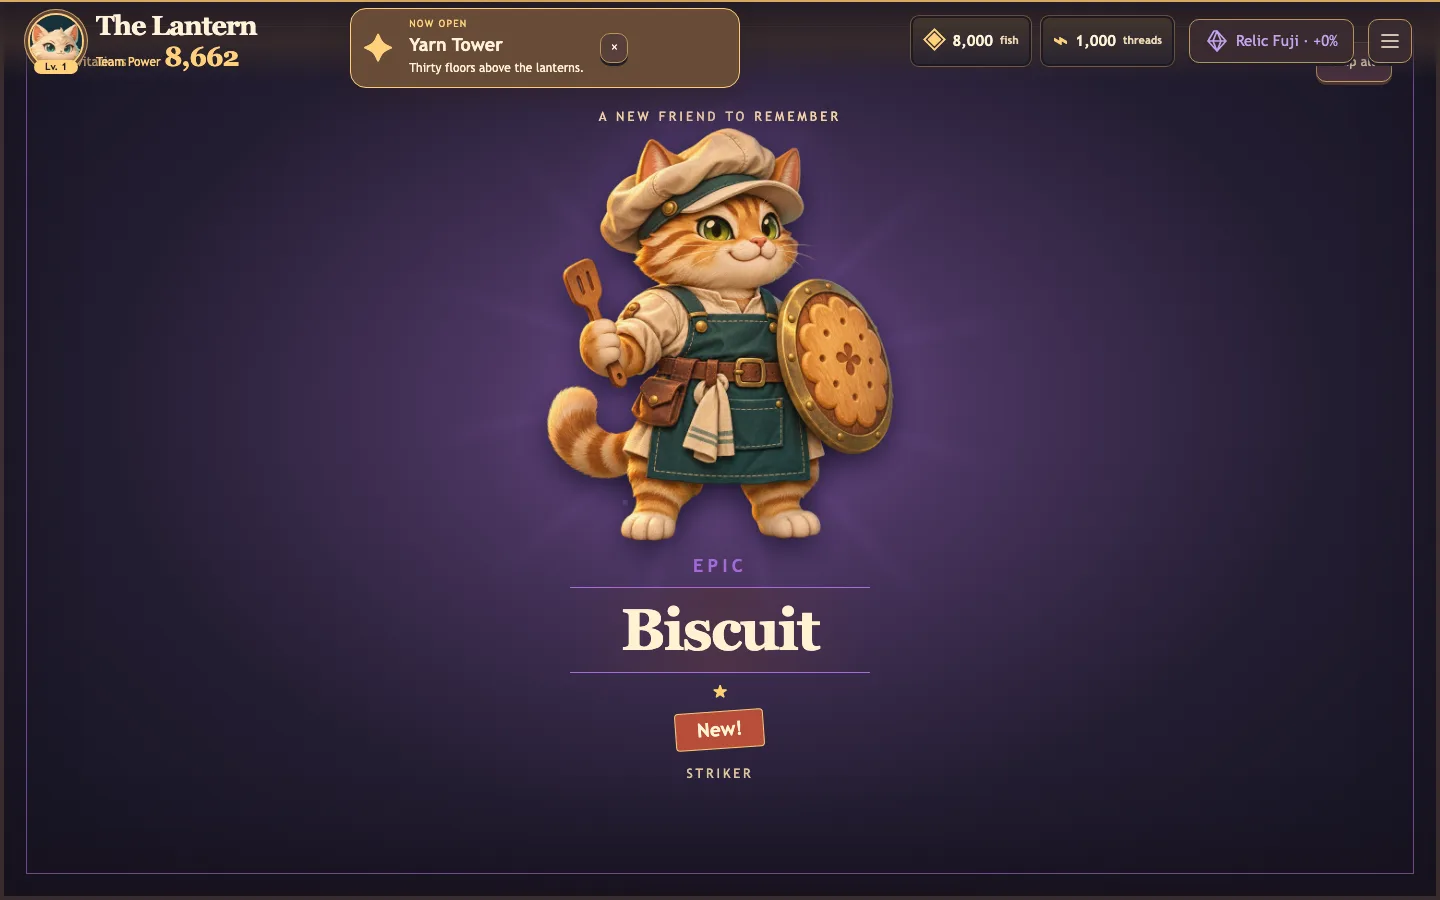 The Lantern
Team Power 8,662
Lv. 1
NOW OPEN
Yarn Tower
Thirty floors above the lanterns.
×
8,000 fish
1,000 threads
Relic Fuji · +0%
A NEW FRIEND TO REMEMBER
EPIC
Biscuit
New!
STRIKER